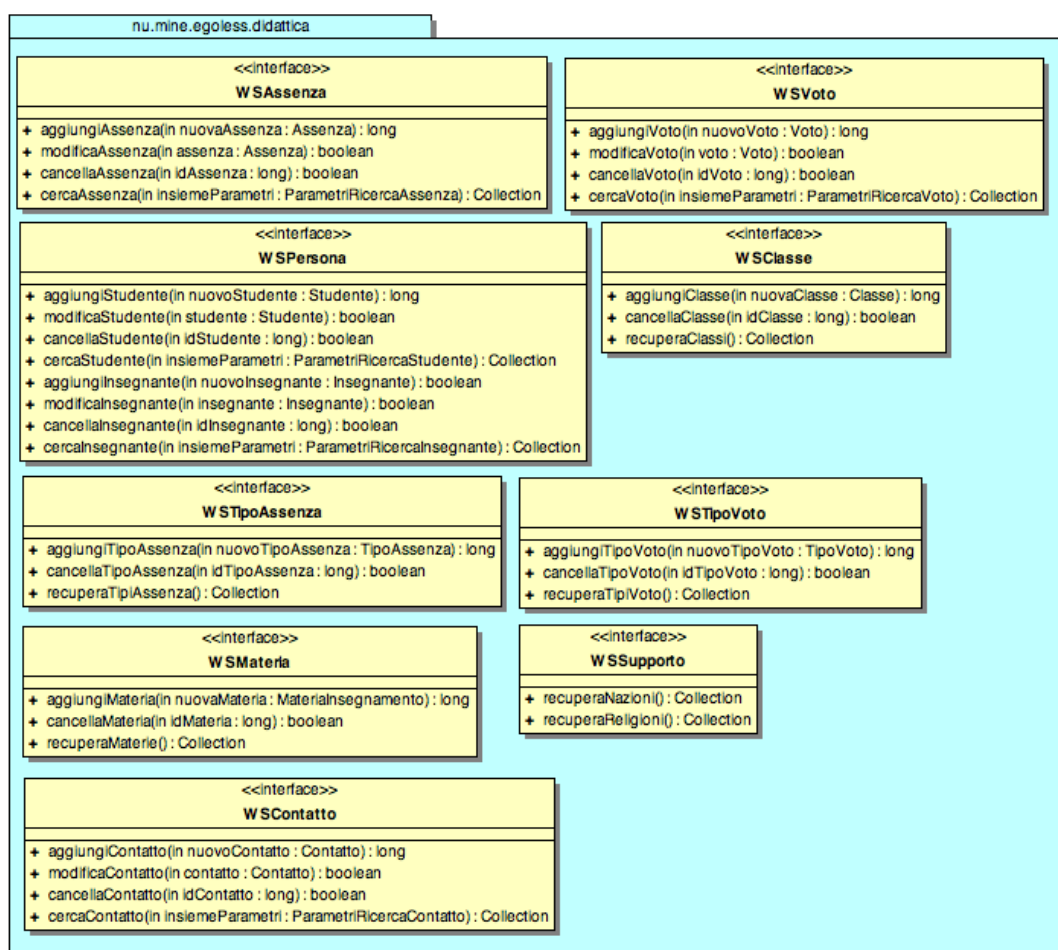 nu.mine.egoless.didattica
<<interface>>
WSAssenza
+ aggiungiAssenza(in nuovaAssenza : Assenza) : long
+ modificaAssenza(in assenza : Assenza) : boolean
+ cancellaAssenza(in idAssenza : long) : boolean
+ cercaAssenza(in insiemeParametri : ParametriRicercaAssenza) : Collection
<<interface>>
WSVoto
+ aggiungiVoto(in nuovoVoto : Voto) : long
+ modificaVoto(in voto : Voto) : boolean
+ cancellaVoto(in idVoto : long) : boolean
+ cercaVoto(in insiemeParametri : ParametriRicercaVoto) : Collection
<<interface>>
WSPersona
+ aggiungiStudente(in nuovoStudente : Studente) : long
+ modificaStudente(in studente : Studente) : boolean
+ cancellaStudente(in idStudente : long) : boolean
+ cercaStudente(in insiemeParametri : ParametriRicercaStudente) : Collection
+ aggiungiInsegnante(in nuovoInsegnante : Insegnante) : boolean
+ modificaInsegnante(in insegnante : Insegnante) : boolean
+ cancellaInsegnante(in idInsegnante : long) : boolean
+ cercaInsegnante(in insiemeParametri : ParametriRicercaInsegnante) : Collection
<<interface>>
WSClasse
+ aggiungiClasse(in nuovaClasse : Classe) : long
+ cancellaClasse(in idClasse : long) : boolean
+ recuperaClassi() : Collection
<<interface>>
WSTipoAssenza
+ aggiungiTipoAssenza(in nuovoTipoAssenza : TipoAssenza) : long
+ cancellaTipoAssenza(in idTipoAssenza : long) : boolean
+ recuperaTipiAssenza() : Collection
<<interface>>
WSTipoVoto
+ aggiungiTipoVoto(in nuovoTipoVoto : TipoVoto) : long
+ cancellaTipoVoto(in idTipoVoto : long) : boolean
+ recuperaTipiVoto() : Collection
<<interface>>
WSMateria
+ aggiungiMateria(in nuovaMateria : MateriaInsegnamento) : long
+ cancellaMateria(in idMateria : long) : boolean
+ recuperaMaterie() : Collection
<<interface>>
WSSupporto
+ recuperaNazioni() : Collection
+ recuperaReligioni() : Collection
<<interface>>
WSContatto
+ aggiungiContatto(in nuovoContatto : Contatto) : long
+ modificaContatto(in contatto : Contatto) : boolean
+ cancellaContatto(in idContatto : long) : boolean
+ cercaContatto(in insiemeParametri : ParametriRicercaContatto) : Collection